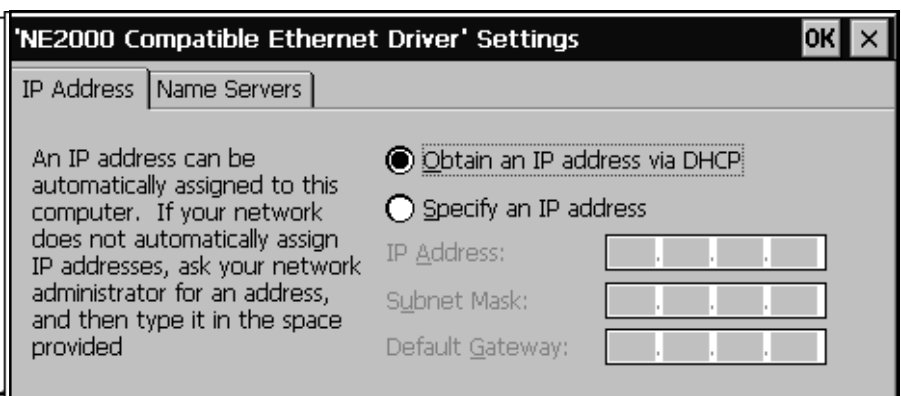 'NE2000 Compatible Ethernet Driver' Settings OK ×
IP Address Name Servers
An IP address can be
automatically assigned to this
computer. If your network
does not automatically assign
IP addresses, ask your network
administrator for an address,
and then type it in the space
provided
Obtain an IP address via DHCP
Specify an IP address
IP Address: . . .
Subnet Mask: . . .
Default Gateway: . . .